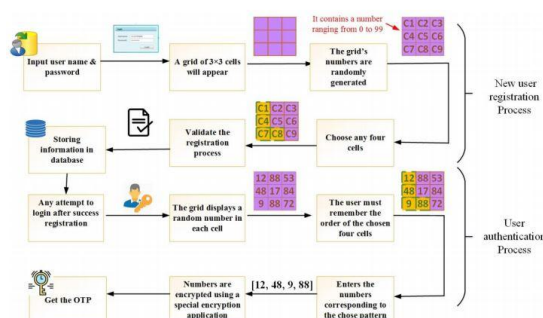 It contains a number
ranging from 0 to 99
C1 C2 C3
C4 C5 C6
C7 C8 C9
Input user name &
password
A grid of 3×3 cells
will appear
The grid's
numbers are
randomly
generated
New user
registration
Process
Storing
information in
database
Validate the
registration
process
C1 C2 C3
C4 C5 C6
C7 C8 C9
Choose any four
cells
Any attempt to
login after success
registration
The grid displays a
random number in
each cell
12 88 53
48 17 84
9 88 72
The user must
remember the
order of the chosen
four cells
12 88 53
48 17 84
9 88 72
User
authentication
Process
Get the OTP
Numbers are
encrypted using a
special encryption
application
[12, 48, 9, 88]
Enters the
numbers
corresponding to
the chose pattern